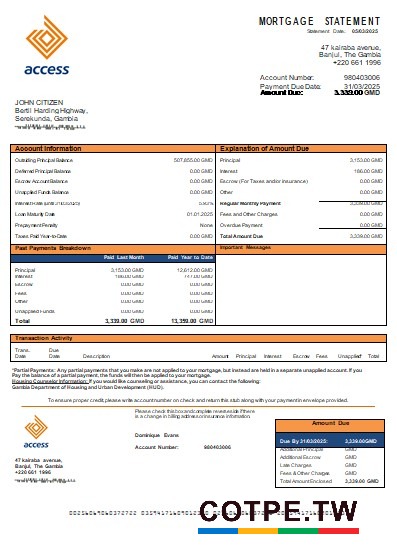 MORTGAGE STATEMENT
Statement Date: 05/03/2025
access
47 kairaba avenue,
Banjul, The Gambia
+220 661 1996
Account Number: 980403006
Payment Due Date: 31/03/2025
Amount Due: 3,339.00 GMD
JOHN CITIZEN
Bertil Harding Highway,
Serekunda, Gambia
Account Information
Outstanding Principal Balance 507,855.00 GMD
Deferred Principal Balance 0.00 GMD
Escrow Account Balance 0.00 GMD
Unapplied Funds Balance 0.00 GMD
Interest Rate (until 31/03/2025)
Loan Maturity Date 01.01.2025
Prepayment Penalty None
Taxes Paid Year-to-Date 0.00 GMD
Explanation of Amount Due
Principal 3,153.00 GMD
Interest 186.00 GMD
Escrow (For Taxes and/or Insurance) 0.00 GMD
Other 0.00 GMD
Regular Monthly Payment 3,339.00 GMD
Fees and Other Charges 0.00 GMD
Overdue Payment 0.00 GMD
Total Amount Due 3,339.00 GMD
Past Payments Breakdown
Paid Last Month Paid Year to Date
Principal 3,153.00 GMD 12,612.00 GMD
Interest 186.00 GMD 747.00 GMD
Escrow 0.00 GMD 0.00 GMD
Fees 0.00 GMD 0.00 GMD
Other 0.00 GMD 0.00 GMD
Unapplied Funds 0.00 GMD 0.00 GMD
Total 3,339.00 GMD 13,359.00 GMD
Important Messages
Transaction Activity
Trans. Date Due Date Description Amount Principal Interest Escrow Fees Unapplied* Total
*Partial Payments: Any partial payments that you make are not applied to your mortgage, but instead are held in a separate unapplied account. If you
Pay the balance of a partial payment, the funds will then be applied to your mortgage.
Housing Counselor Information: If you would like counseling or assistance, you can contact the following:
Gambia Department of Housing and Urban Development (HUD).
To ensure proper credit, please write account number on check and return this stub along with your payment in the envelope provided.
access
47 kairaba avenue,
Banjul, The Gambia
+220 661 1996
Please check this box and complete reverse side if there
is a change in billing address or insurance information.
Dominique Evans
Account Number: 980403006
Amount Due
Due By 31/03/2025: 3,339.00GMD
Additional Principal GMD
Additional Escrow GMD
Late Charges GMD
Fees & Other Charges GMD
Total Amount Enclosed 3,339.00 GMD
COTPE.TW